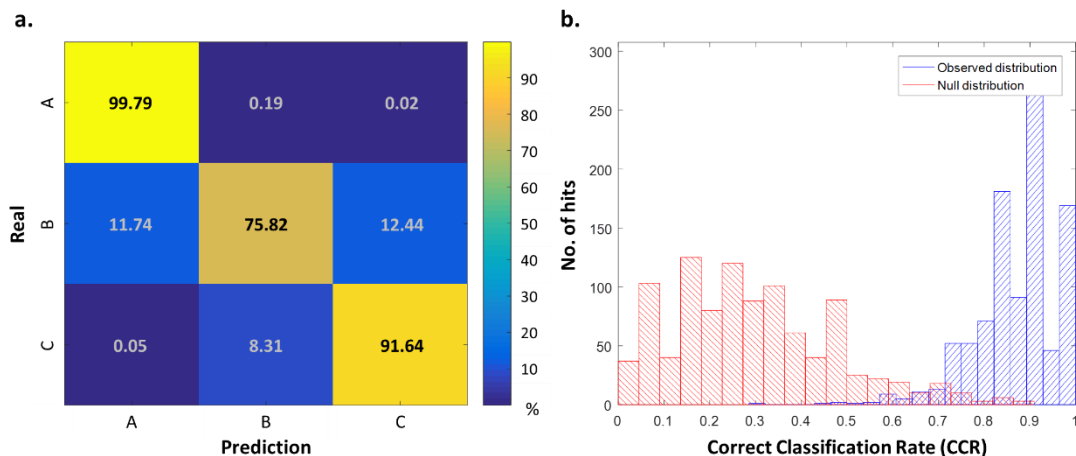 a.
A
B
C
Real
99.79
0.19
0.02
11.74
75.82
12.44
0.05
8.31
91.64
A
B
C
Prediction
90
80
70
60
50
40
30
20
10
%
b.
300
250
200
150
100
50
0
No. of hits
Observed distribution
Null distribution
0
0.1
0.2
0.3
0.4
0.5
0.6
0.7
0.8
0.9
1
Correct Classification Rate (CCR)